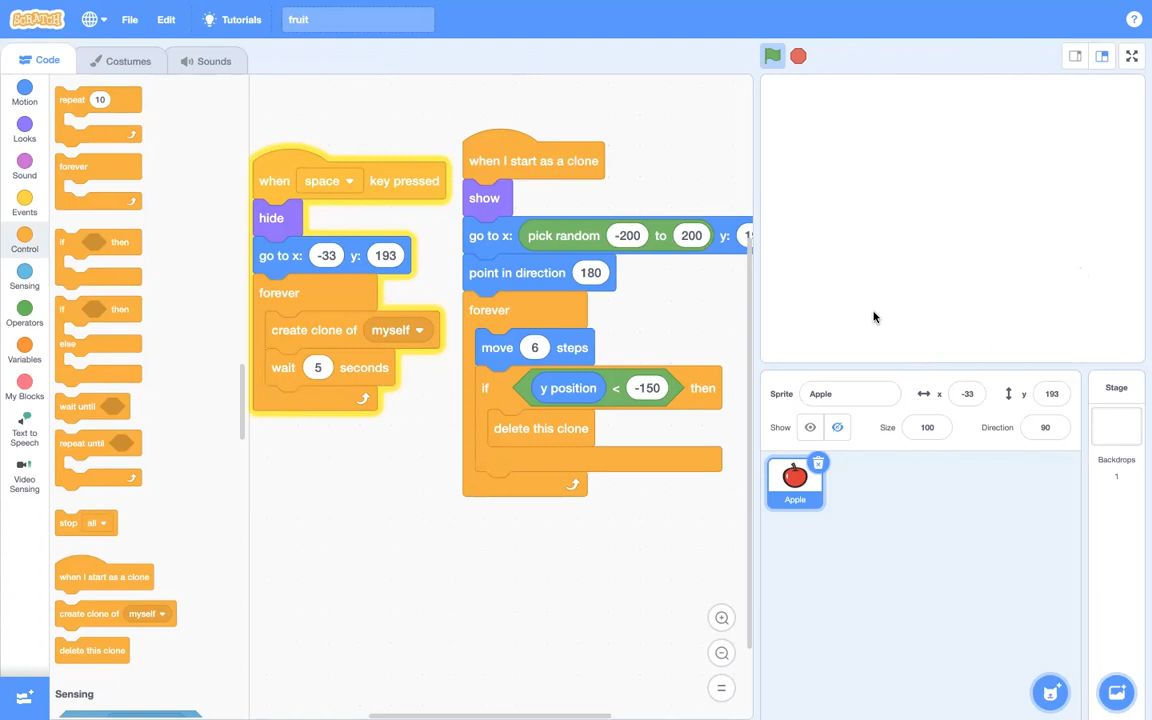 SCRATCH File Edit Tutorials fruit ?
Code Costumes Sounds
Motion
Looks
Sound
Events
Control
Sensing
Operators
Variables
My Blocks
Text to
Speech
Video
Sensing
repeat 10
forever
if then
if then
else
wait until
repeat until
stop all
when I start as a clone
create clone of myself
delete this clone
Sensing
when space key pressed
hide
go to x: -33 y: 193
forever
create clone of myself
wait 5 seconds
when I start as a clone
show
go to x: pick random -200 to 200 y:
point in direction 180
forever
move 6 steps
if y position < -150 then
delete this clone
Sprite Apple x -33 y 193
Show Size 100 Direction 90
Apple
Stage
Backdrops
1